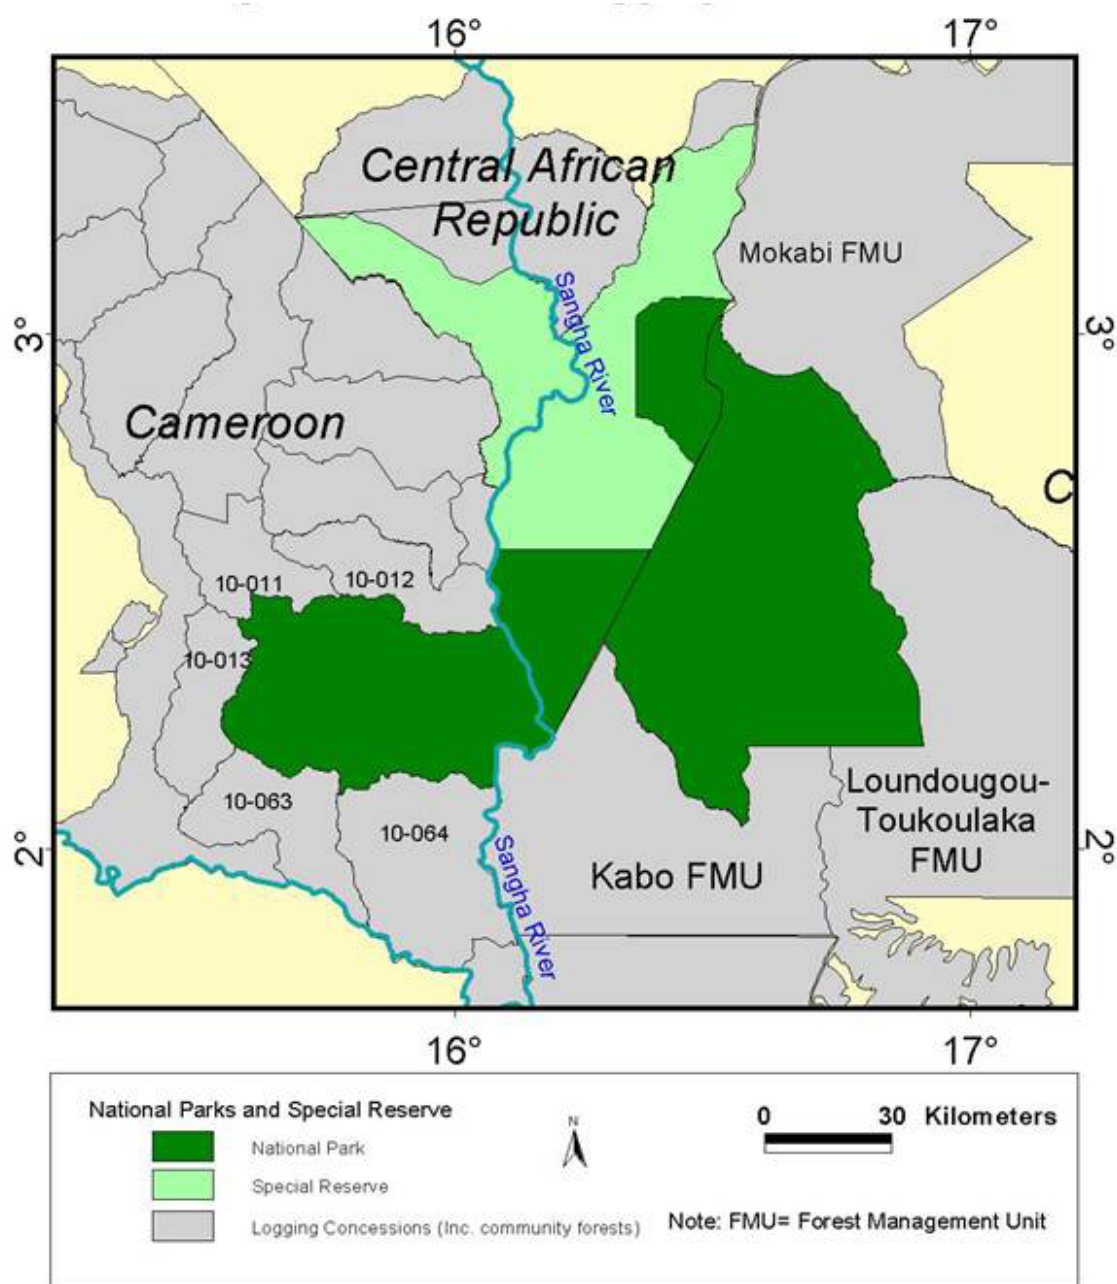 16°
17°
Central African
Republic
Mokabi FMU
3°
Sangha River
3°
Cameroon
C
10-011
10-012
10-013
10-063
10-064
Loundougou-
Toukoulaka
FMU
2°
2°
Kabo FMU
Sangha River
16°
17°
National Parks and Special Reserve
National Park
Special Reserve
Logging Concessions (Inc. community forests)
N
0 30 Kilometers
Note: FMU= Forest Management Unit